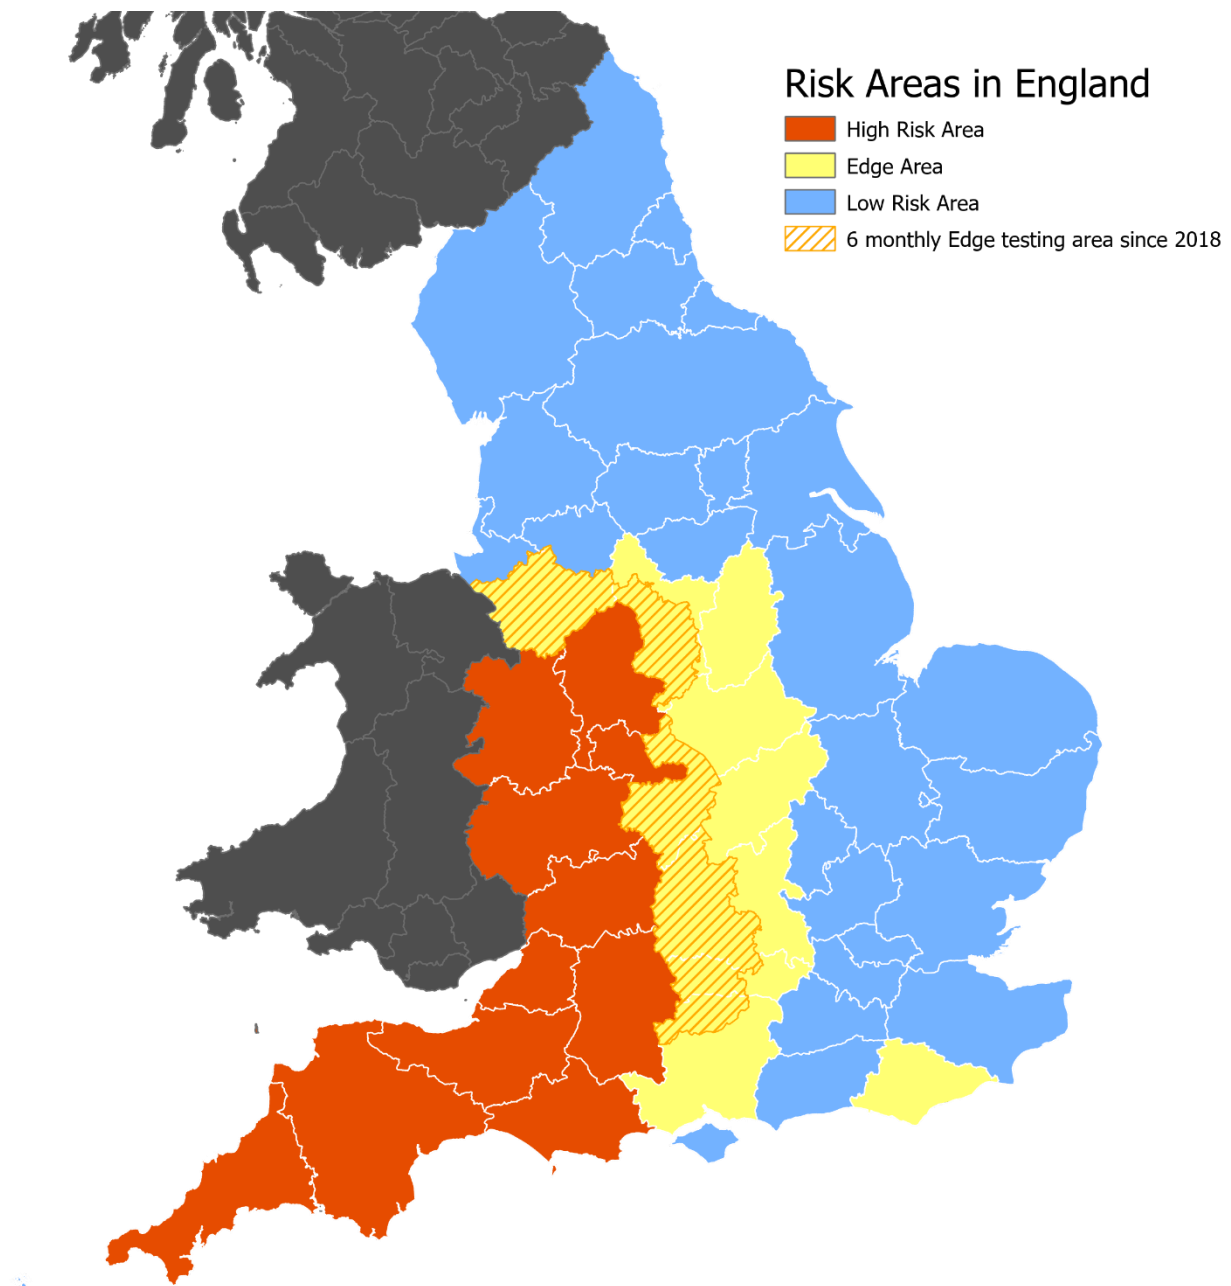 Risk Areas in England
High Risk Area
Edge Area
Low Risk Area
6 monthly Edge testing area since 2018